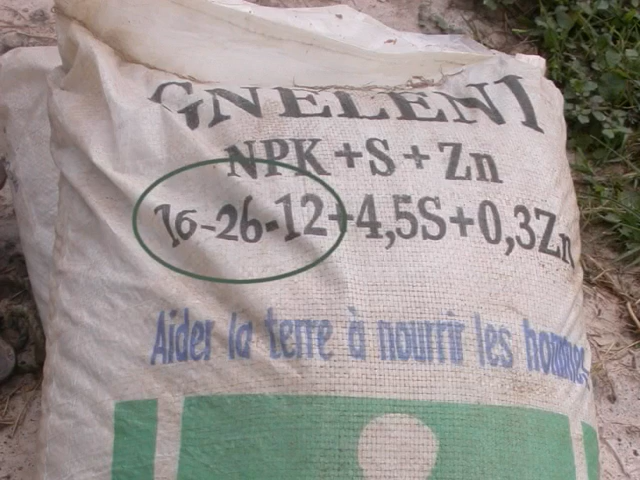 GNELENI
NPK+S+Zn
16-26-12+4,5S+0,3Zn
Aider la terre à nourrir les hommes